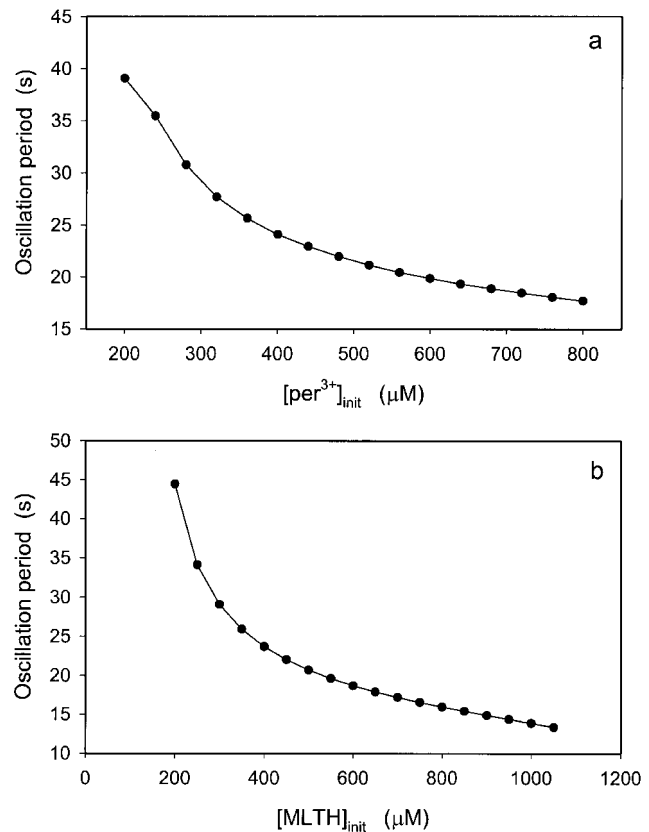 45
a
40
35
30
25
20
15
Oscillation period (s)
200 300 400 500 600 700 800
[per³⁺]init (μM)
50
b
45
40
35
30
25
20
15
10
Oscillation period (s)
0 200 400 600 800 1000 1200
[MLTH]init (μM)